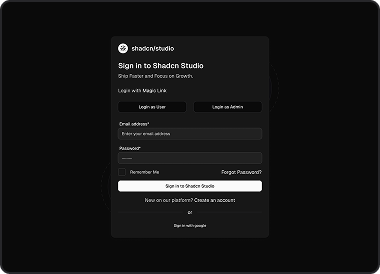 shadcn/studio
Sign in to Shadcn Studio
Ship Faster and Focus on Growth.
Login with Magic Link
Login as User Login as Admin
Email address*
Enter your email address
Password*
Remember Me Forgot Password?
Sign in to Shadcn Studio
New on our platform? Create an account
or
Sign in with google